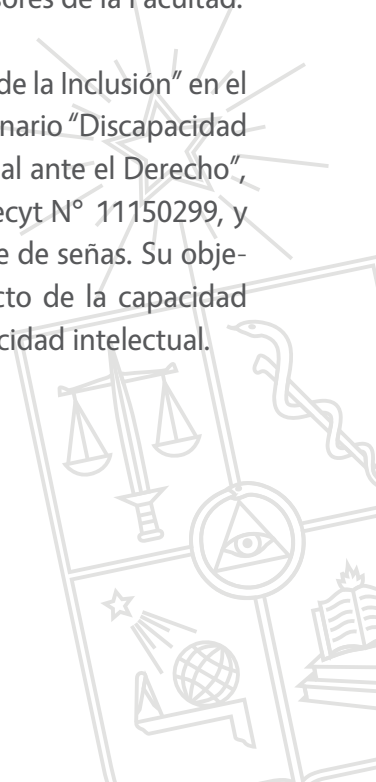 ores de la Facultad.
de la Inclusión” en el
nario “Discapacidad
al ante el Derecho”,
ecyt N° 11150299, y
e de señas. Su obje-
cto de la capacidad
cidad intelectual.